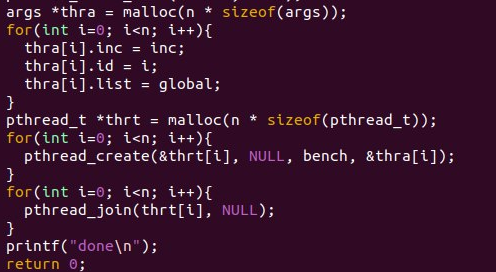 args *thra = malloc(n * sizeof(args));
for(int i=0; i<n; i++){
  thra[i].inc = inc;
  thra[i].id = i;
  thra[i].list = global;
}
pthread_t *thrt = malloc(n * sizeof(pthread_t));
for(int i=0; i<n; i++){
  pthread_create(&thrt[i], NULL, bench, &thra[i]);
}
for(int i=0; i<n; i++){
  pthread_join(thrt[i], NULL);
}
printf("done\n");
return 0;